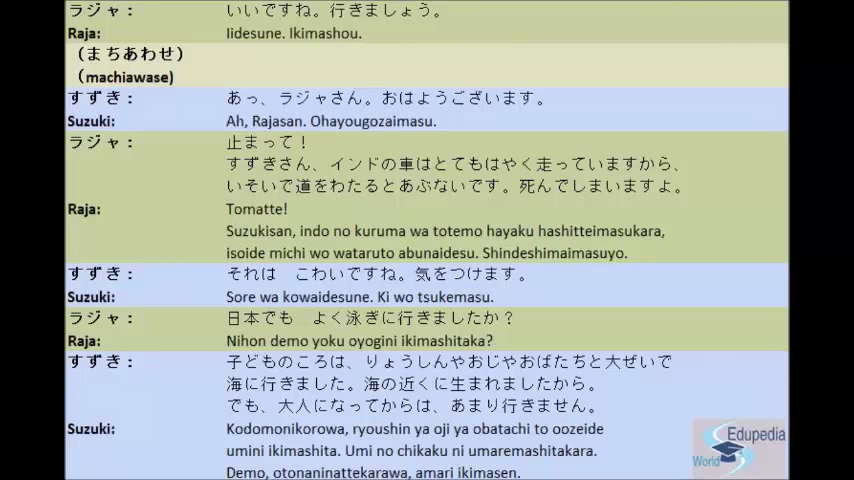 ラジャ： いいですね。行きましょう。
Raja: Iidesune. Ikimashou.
（まちあわせ）
（machiawase)
すずき： あっ、ラジャさん。おはようございます。
Suzuki: Ah, Rajasan. Ohayougozaimasu.
ラジャ： 止まって！
すずきさん、インドの車はとてもはやく走っていますから、
いそいで道をわたるとあぶないです。死んでしまいますよ。
Raja: Tomatte!
Suzukisan, indo no kuruma wa totemo hayaku hashitteimasukara,
isoide michi wo wataruto abunaidesu. Shindeshimaimasuyo.
すずき： それは　こわいですね。気をつけます。
Suzuki: Sore wa kowaidesune. Ki wo tsukemasu.
ラジャ： 日本でも　よく泳ぎに行きましたか？
Raja: Nihon demo yoku oyogini ikimashitaka?
すずき： 子どものころは、りょうしんやおじやおばたちと大ぜいで
海に行きました。海の近くに生まれましたから。
でも、大人になってからは、あまり行きません。
Suzuki: Kodomonikorowa, ryoushin ya oji ya obatachi to oozeide
umini ikimashita. Umi no chikaku ni umaremashitakara.
Demo, otonaninattekarawa, amari ikimasen.
Edupedia
World